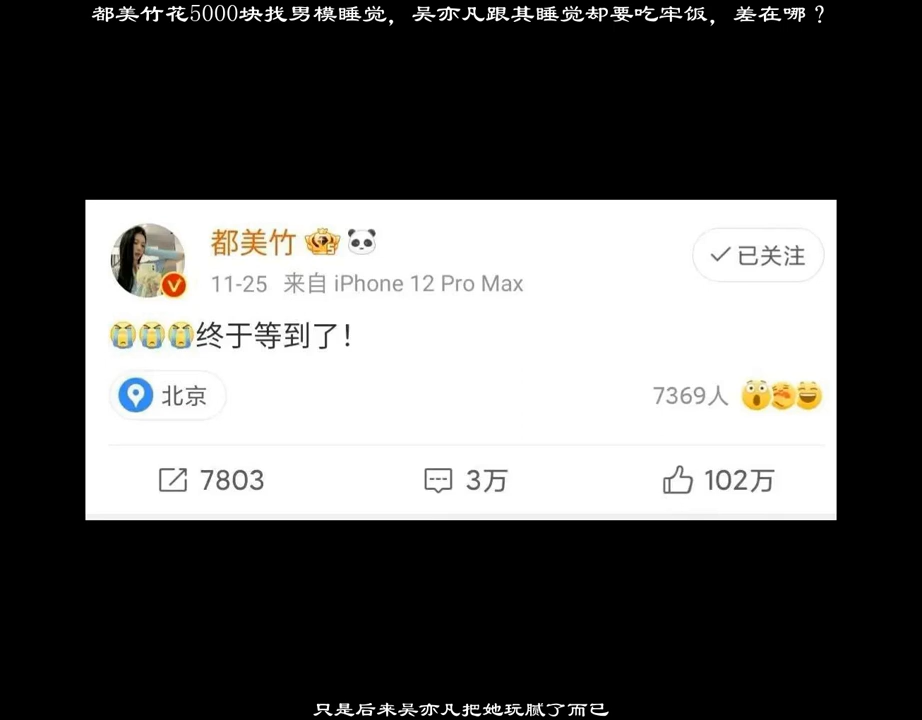 都美竹花5000块找男模睡觉，吴亦凡跟其睡觉却要吃牢饭，差在哪？
都美竹
11-25 来自 iPhone 12 Pro Max
已关注
😭😭😭终于等到了！
北京
7369人
7803
3万
102万
只是后来吴亦凡把她玩腻了而已